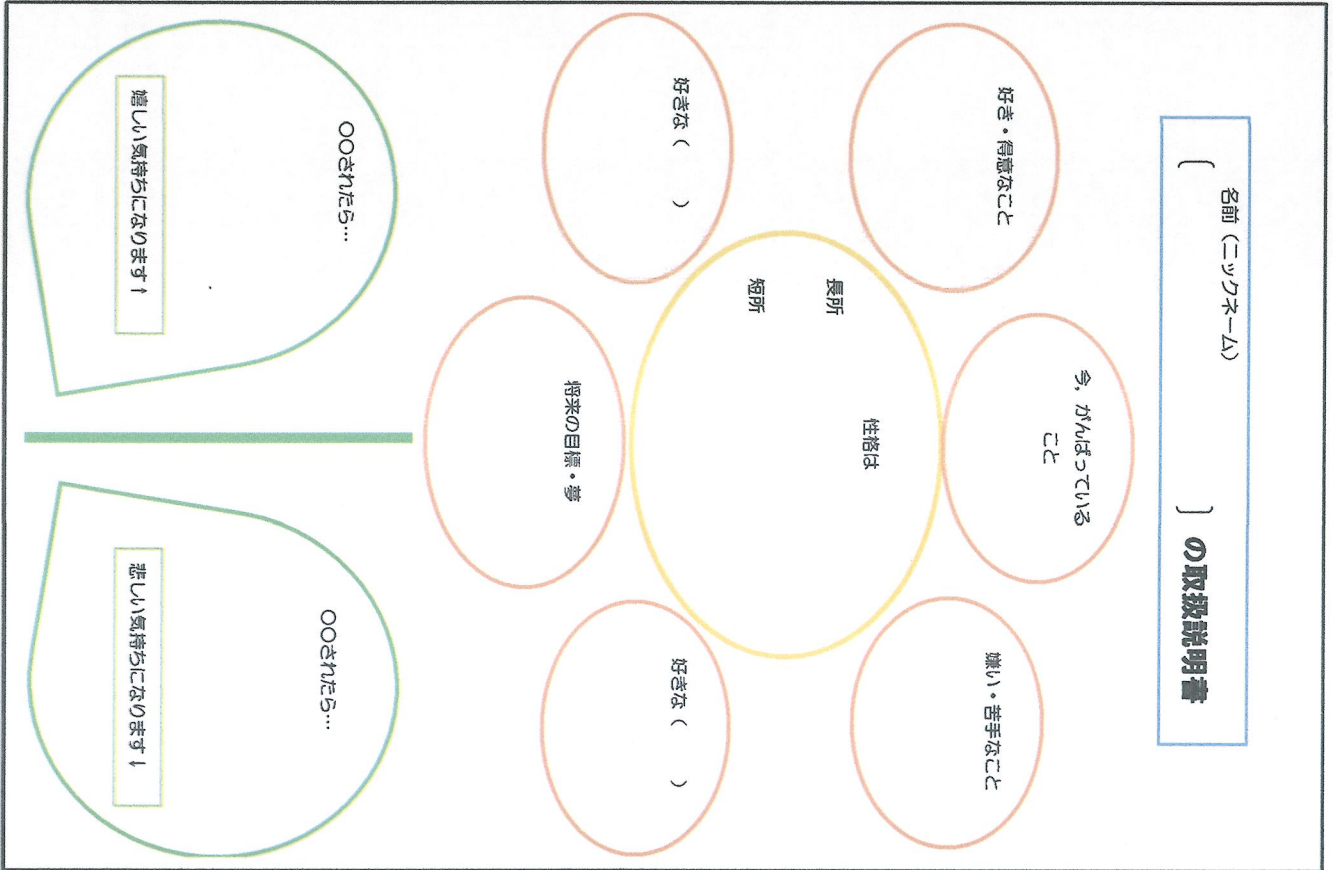 名前（ニックネーム）
〔　　　　　〕の取扱説明書
今，がんばっている
こと
好き・得意なこと
嫌い・苦手なこと
性格は
長所
短所
好きな（　　）
好きな（　　）
将来の目標・夢
〇〇されたら…
嬉しい気持ちになります↑
〇〇されたら…
悲しい気持ちになります↓